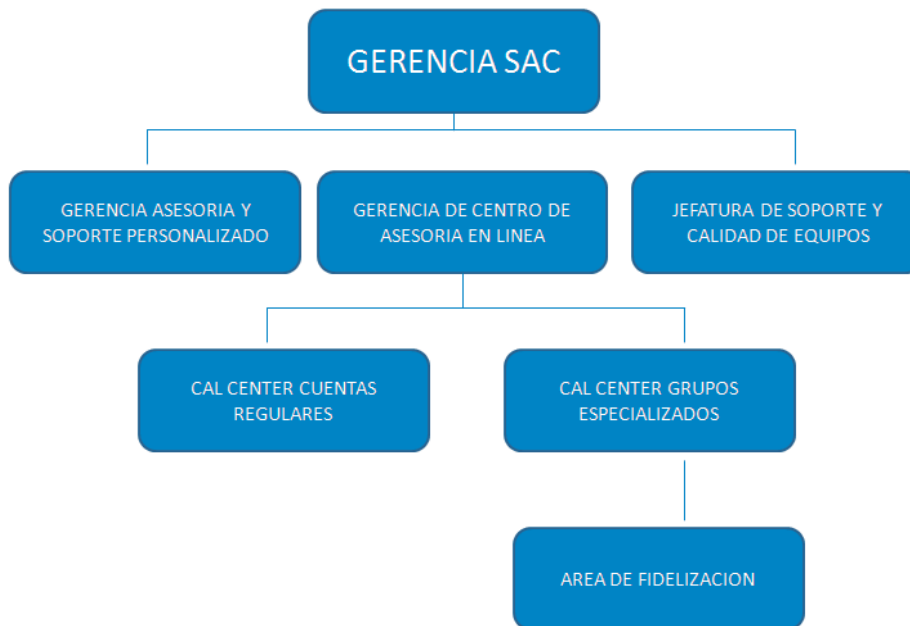 GERENCIA SAC
GERENCIA ASESORIA Y
SOPORTE PERSONALIZADO
GERENCIA DE CENTRO DE
ASESORIA EN LINEA
JEFATURA DE SOPORTE Y
CALIDAD DE EQUIPOS
CAL CENTER CUENTAS
REGULARES
CAL CENTER GRUPOS
ESPECIALIZADOS
AREA DE FIDELIZACION